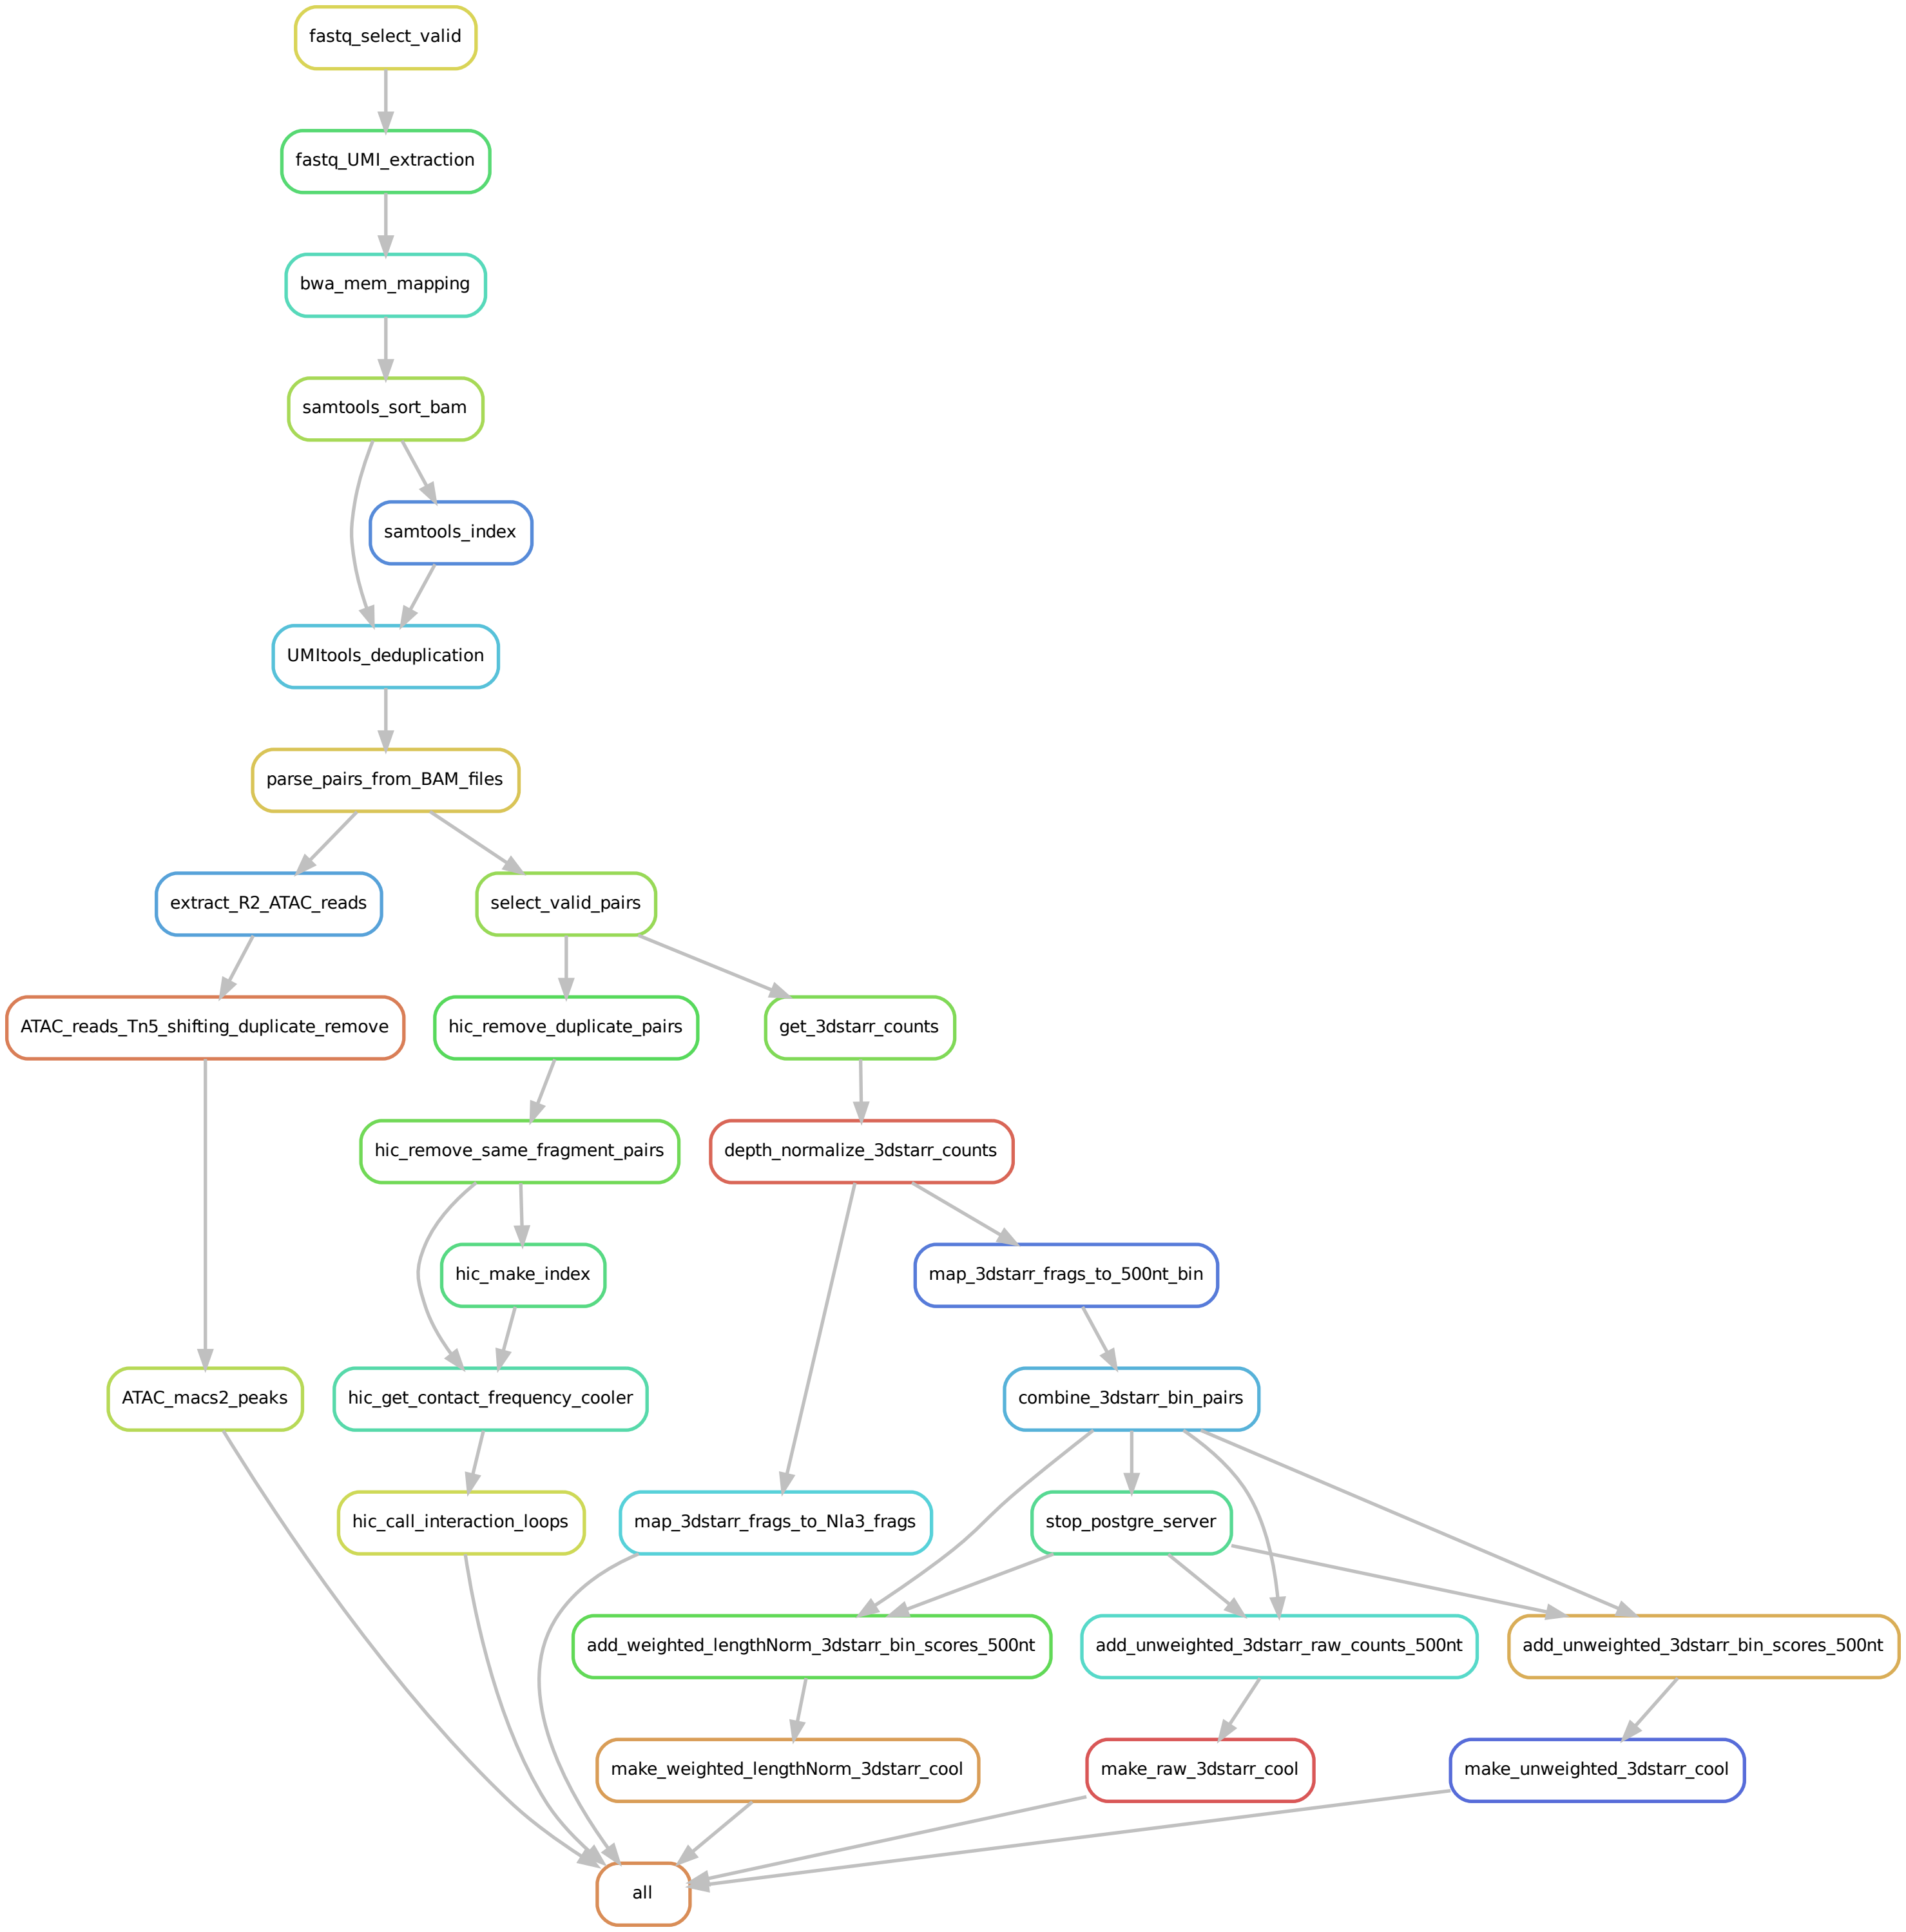 fastq_select_valid
fastq_UMI_extraction
bwa_mem_mapping
samtools_sort_bam
samtools_index
UMItools_deduplication
parse_pairs_from_BAM_files
extract_R2_ATAC_reads
select_valid_pairs
ATAC_reads_Tn5_shifting_duplicate_remove
hic_remove_duplicate_pairs
get_3dstarr_counts
hic_remove_same_fragment_pairs
depth_normalize_3dstarr_counts
hic_make_index
map_3dstarr_frags_to_500nt_bin
ATAC_macs2_peaks
hic_get_contact_frequency_cooler
combine_3dstarr_bin_pairs
hic_call_interaction_loops
map_3dstarr_frags_to_Nla3_frags
stop_postgre_server
add_weighted_lengthNorm_3dstarr_bin_scores_500nt
add_unweighted_3dstarr_raw_counts_500nt
add_unweighted_3dstarr_bin_scores_500nt
make_weighted_lengthNorm_3dstarr_cool
make_raw_3dstarr_cool
make_unweighted_3dstarr_cool
all